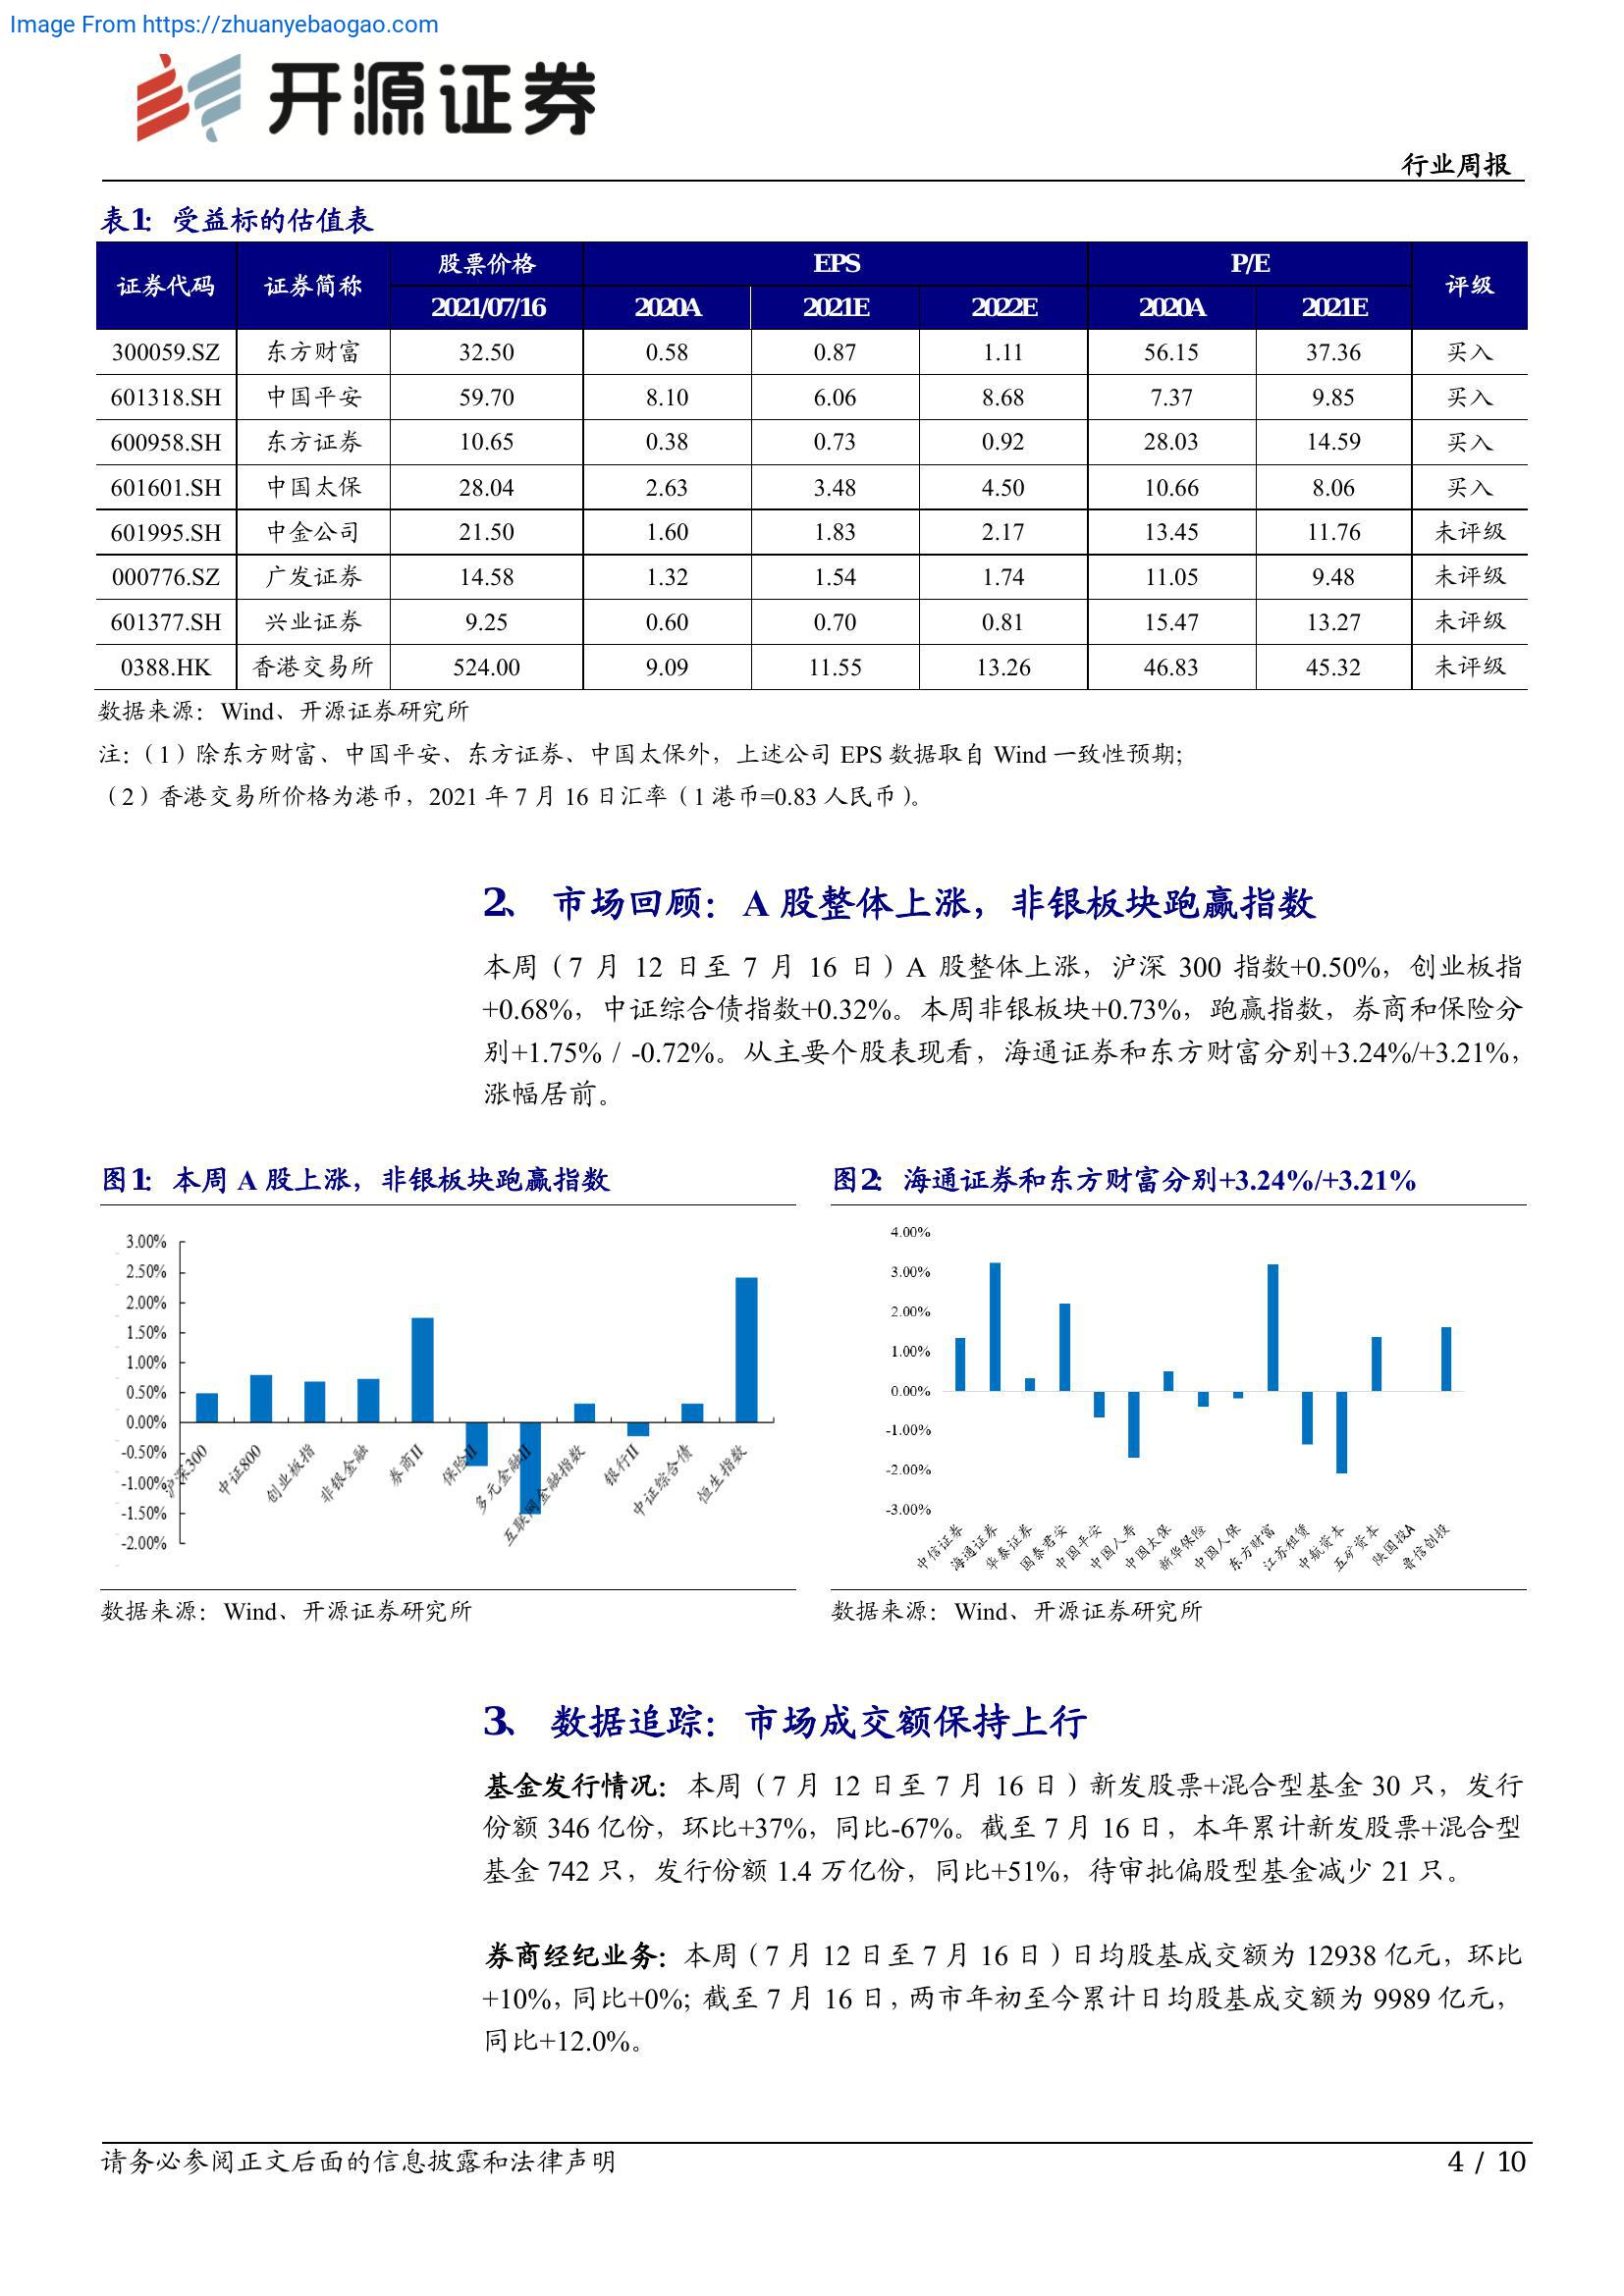 Image From https://zhuanyebaogao.com
开源证券
行业周报
表1： 受益标的估值表
证券代码 证券简称 股票价格 EPS P/E 评级
2021/07/16 2020A 2021E 2022E 2020A 2021E
300059.SZ 东方财富 32.50 0.58 0.87 1.11 56.15 37.36 买入
601318.SH 中国平安 59.70 8.10 6.06 8.68 7.37 9.85 买入
600958.SH 东方证券 10.65 0.38 0.73 0.92 28.03 14.59 买入
601601.SH 中国太保 28.04 2.63 3.48 4.50 10.66 8.06 买入
601995.SH 中金公司 21.50 1.60 1.83 2.17 13.45 11.76 未评级
000776.SZ 广发证券 14.58 1.32 1.54 1.74 11.05 9.48 未评级
601377.SH 兴业证券 9.25 0.60 0.70 0.81 15.47 13.27 未评级
0388.HK 香港交易所 524.00 9.09 11.55 13.26 46.83 45.32 未评级
数据来源：Wind、开源证券研究所
注：（1）除东方财富、中国平安、东方证券、中国太保外，上述公司 EPS 数据取自 Wind 一致性预期；
（2）香港交易所价格为港币，2021 年 7 月 16 日汇率（1 港币=0.83 人民币）。
2、 市场回顾：A 股整体上涨，非银板块跑赢指数
本周（7 月 12 日至 7 月 16 日）A 股整体上涨，沪深 300 指数+0.50%，创业板指
+0.68%，中证综合债指数+0.32%。本周非银板块+0.73%，跑赢指数，券商和保险分
别+1.75% / -0.72%。从主要个股表现看，海通证券和东方财富分别+3.24%/+3.21%，
涨幅居前。
图1： 本周 A 股上涨，非银板块跑赢指数
3.00%
2.50%
2.00%
1.50%
1.00%
0.50%
0.00%
-0.50%
-1.00%
-1.50%
-2.00%
沪深300 中证800 创业板指 非银金融 券商II 保险II 多元金融II 互联网金融指数 银行II 中证综合债 恒生指数
数据来源：Wind、开源证券研究所
图2： 海通证券和东方财富分别+3.24%/+3.21%
4.00%
3.00%
2.00%
1.00%
0.00%
-1.00%
-2.00%
-3.00%
中信证券 海通证券 华泰证券 国泰君安 中国平安 中国人寿 中国太保 新华保险 中国人保 东方财富 江苏租赁 中航资本 五矿资本 陕国投A 鲁信创投
数据来源：Wind、开源证券研究所
3、 数据追踪：市场成交额保持上行
基金发行情况：本周（7 月 12 日至 7 月 16 日）新发股票+混合型基金 30 只，发行
份额 346 亿份，环比+37%，同比-67%。截至 7 月 16 日，本年累计新发股票+混合型
基金 742 只，发行份额 1.4 万亿份，同比+51%，待审批偏股型基金减少 21 只。
券商经纪业务：本周（7 月 12 日至 7 月 16 日）日均股基成交额为 12938 亿元，环比
+10%，同比+0%；截至 7 月 16 日，两市年初至今累计日均股基成交额为 9989 亿元，
同比+12.0%。
请务必参阅正文后面的信息披露和法律声明
4 / 10